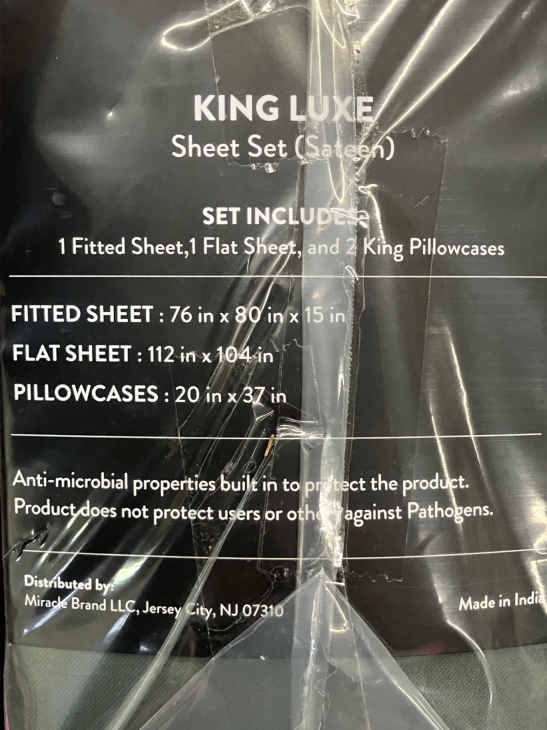 KING LUXE
Sheet Set (Sateen)
SET INCLUDES:
1 Fitted Sheet,1 Flat Sheet, and 2 King Pillowcases
FITTED SHEET : 76 in x 80 in x 15 in
FLAT SHEET : 112 in x 104 in
PILLOWCASES : 20 in x 37 in
Anti-microbial properties built in to protect the product.
Product does not protect users or others against Pathogens.
Distributed by:
Miracle Brand LLC, Jersey City, NJ 07310
Made in India